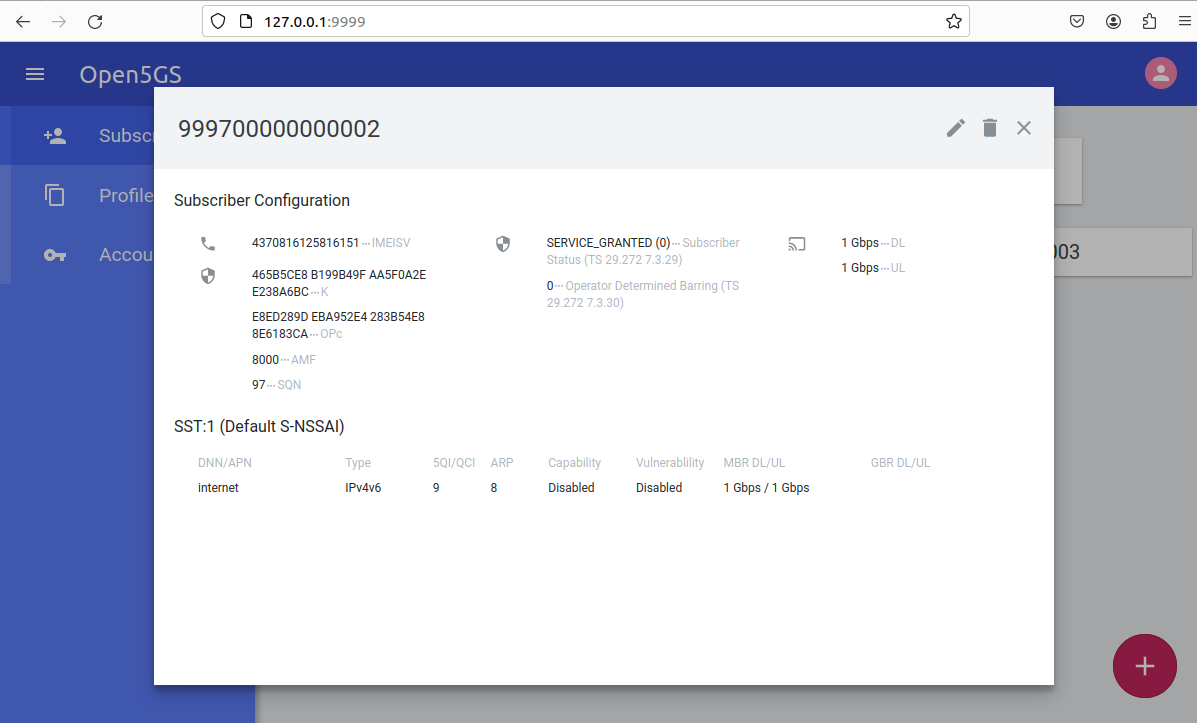 127.0.0.1:9999
Open5GS
999700000000002
Subsc
Profile
Accou
003
Subscriber Configuration
4370816125816151 ··· IMEISV
465B5CE8 B199B49F AA5F0A2E
E238A6BC ··· K
E8ED289D EBA952E4 283B54E8
8E6183CA ··· OPc
8000 ··· AMF
97 ··· SQN
SERVICE_GRANTED (0) ··· Subscriber
Status (TS 29.272 7.3.29)
0 ··· Operator Determined Barring (TS
29.272 7.3.30)
1 Gbps ··· DL
1 Gbps ··· UL
SST:1 (Default S-NSSAI)
DNN/APN Type 5QI/QCI ARP Capability Vulnerablility MBR DL/UL GBR DL/UL
internet IPv4v6 9 8 Disabled Disabled 1 Gbps / 1 Gbps